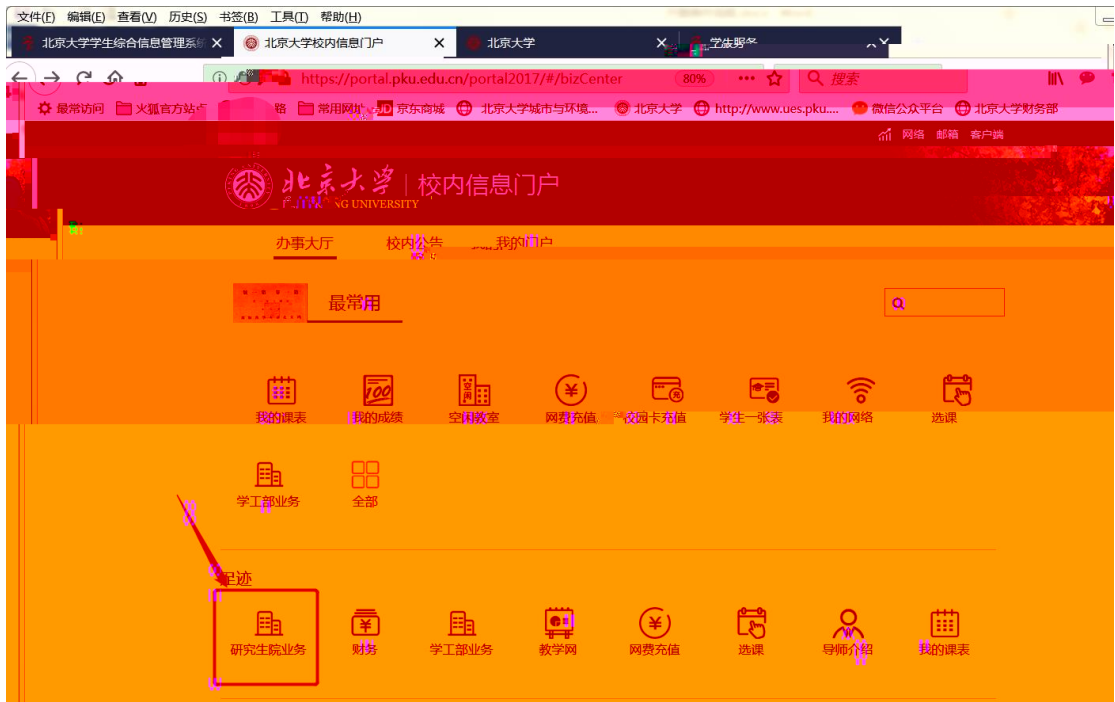 文件(F) 编辑(E) 查看(V) 历史(S) 书签(B) 工具(T) 帮助(H)
北京大学学生综合信息管理系统 北京大学校内信息门户 北京大学
https://portal.pku.edu.cn/portal2017/#/bizCenter 80% 搜索
最常访问 火狐官方站点 常用网址 JD 京东商城 北京大学城市与环境... 北京大学 http://www.ues.pku.... 微信公众平台 北京大学财务部
网络 邮箱 客户端
北京大学 校内信息门户
UNIVERSITY
办事大厅 校内公告 我的门户
最常用
我的课表 我的成绩 空闲教室 网费充值 校园卡充值 学生一张表 我的网络 选课
学工部业务 全部
足迹
研究生院业务 财务 学工部业务 教学网 网费充值 选课 导师介绍 我的课表